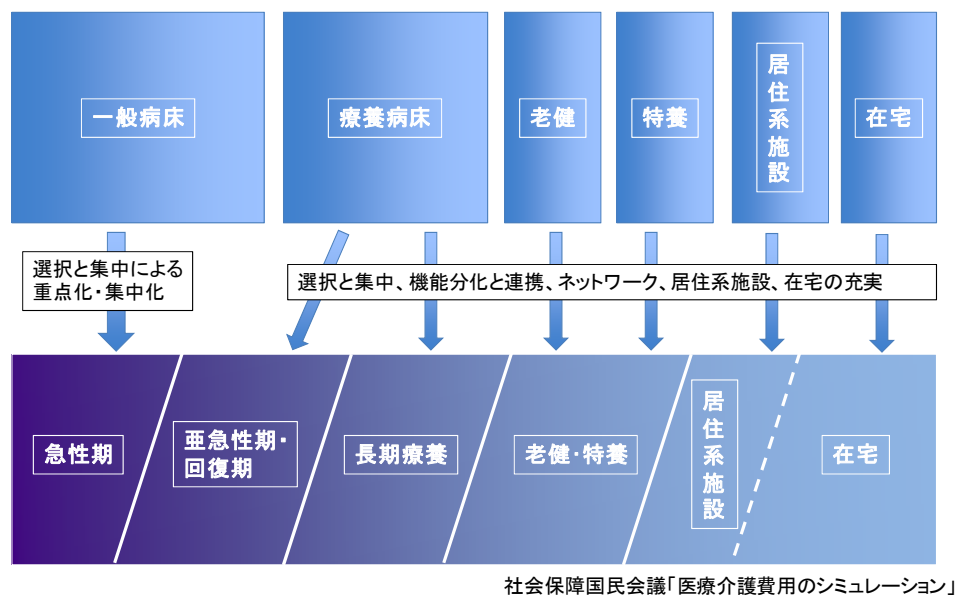 一般病床
療養病床
老健
特養
居住系施設
在宅
選択と集中による
重点化・集中化
選択と集中、機能分化と連携、ネットワーク、居住系施設、在宅の充実
急性期
亜急性期・
回復期
長期療養
老健・特養
居住系施設
在宅
社会保障国民会議「医療介護費用のシミュレーション」